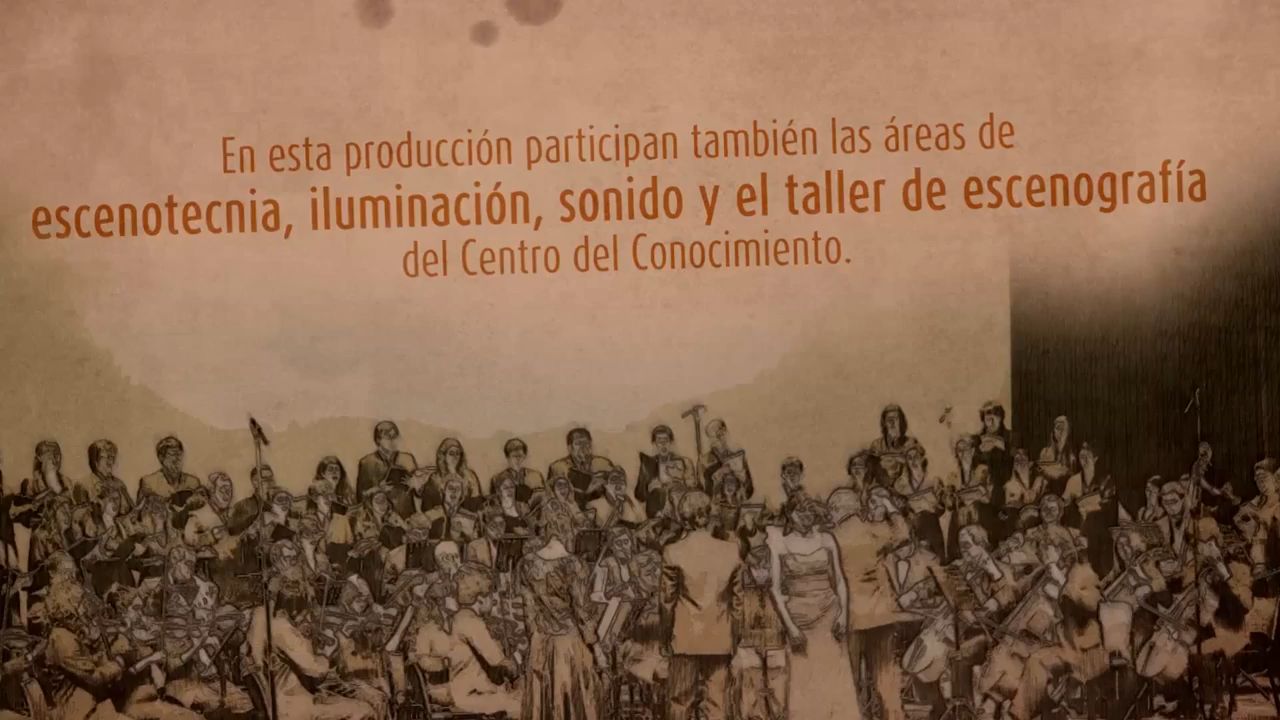 En esta producción participan también las áreas de
escenotecnia, iluminación, sonido y el taller de escenografía
del Centro del Conocimiento.